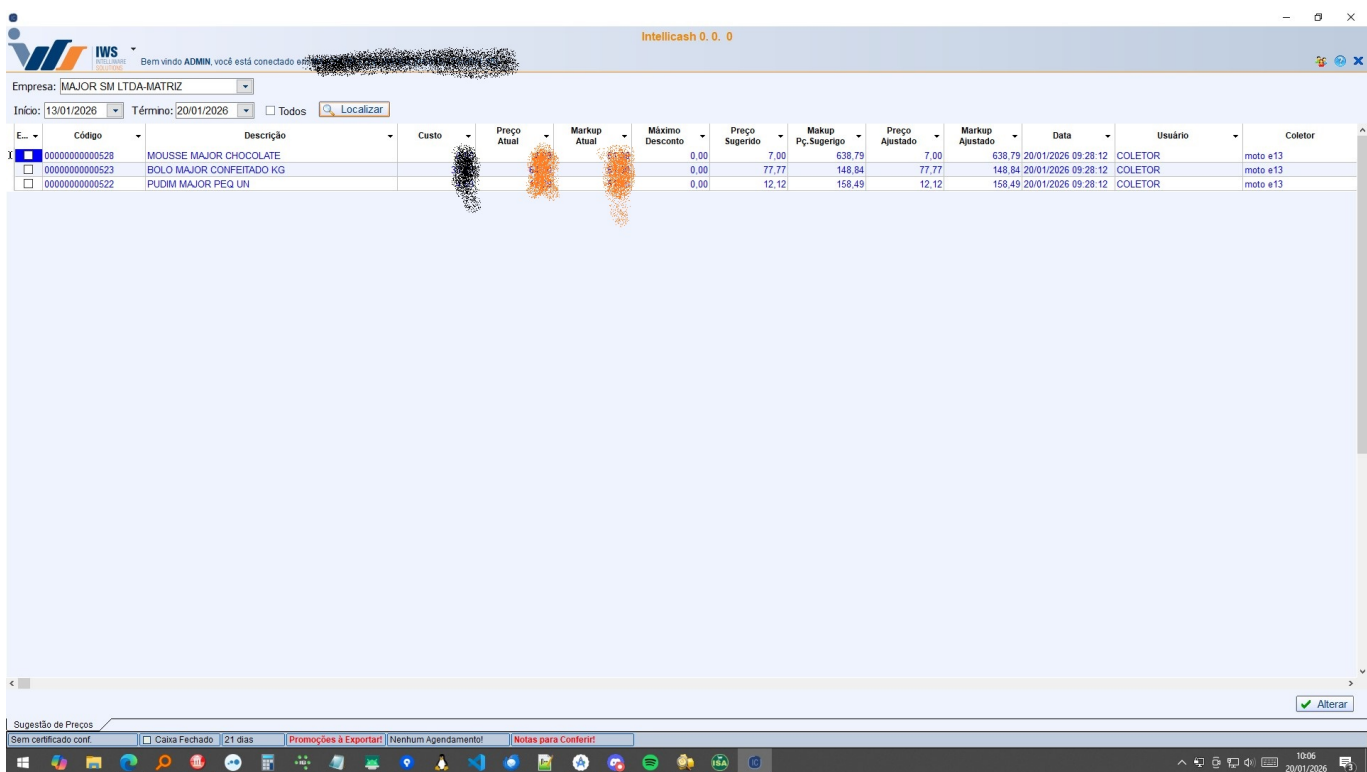 Intellicash 0. 0. 0
IWS
INTELLIWARE
SOLUTIONS
Bem vindo ADMIN, você está conectado em
Empresa: MAJOR SM LTDA-MATRIZ
Início: 13/01/2026 Término: 20/01/2026 Todos Localizar
E... Código Descrição Custo Preço Atual Markup Atual Máximo Desconto Preço Sugerido Makup Pç.Sugerigo Preço Ajustado Markup Ajustado Data Usuário Coletor
00000000000528 MOUSSE MAJOR CHOCOLATE 0,00 7,00 638,79 7,00 638,79 20/01/2026 09:28:12 COLETOR moto e13
00000000000523 BOLO MAJOR CONFEITADO KG 0,00 77,77 148,84 77,77 148,84 20/01/2026 09:28:12 COLETOR moto e13
00000000000522 PUDIM MAJOR PEQ UN 0,00 12,12 158,49 12,12 158,49 20/01/2026 09:28:12 COLETOR moto e13
Alterar
Sugestão de Preços
Sem certificado conf. Caixa Fechado 21 dias Promoções à Exportar! Nenhum Agendamento! Notas para Conferir!
ISA
10:06
20/01/2026
3